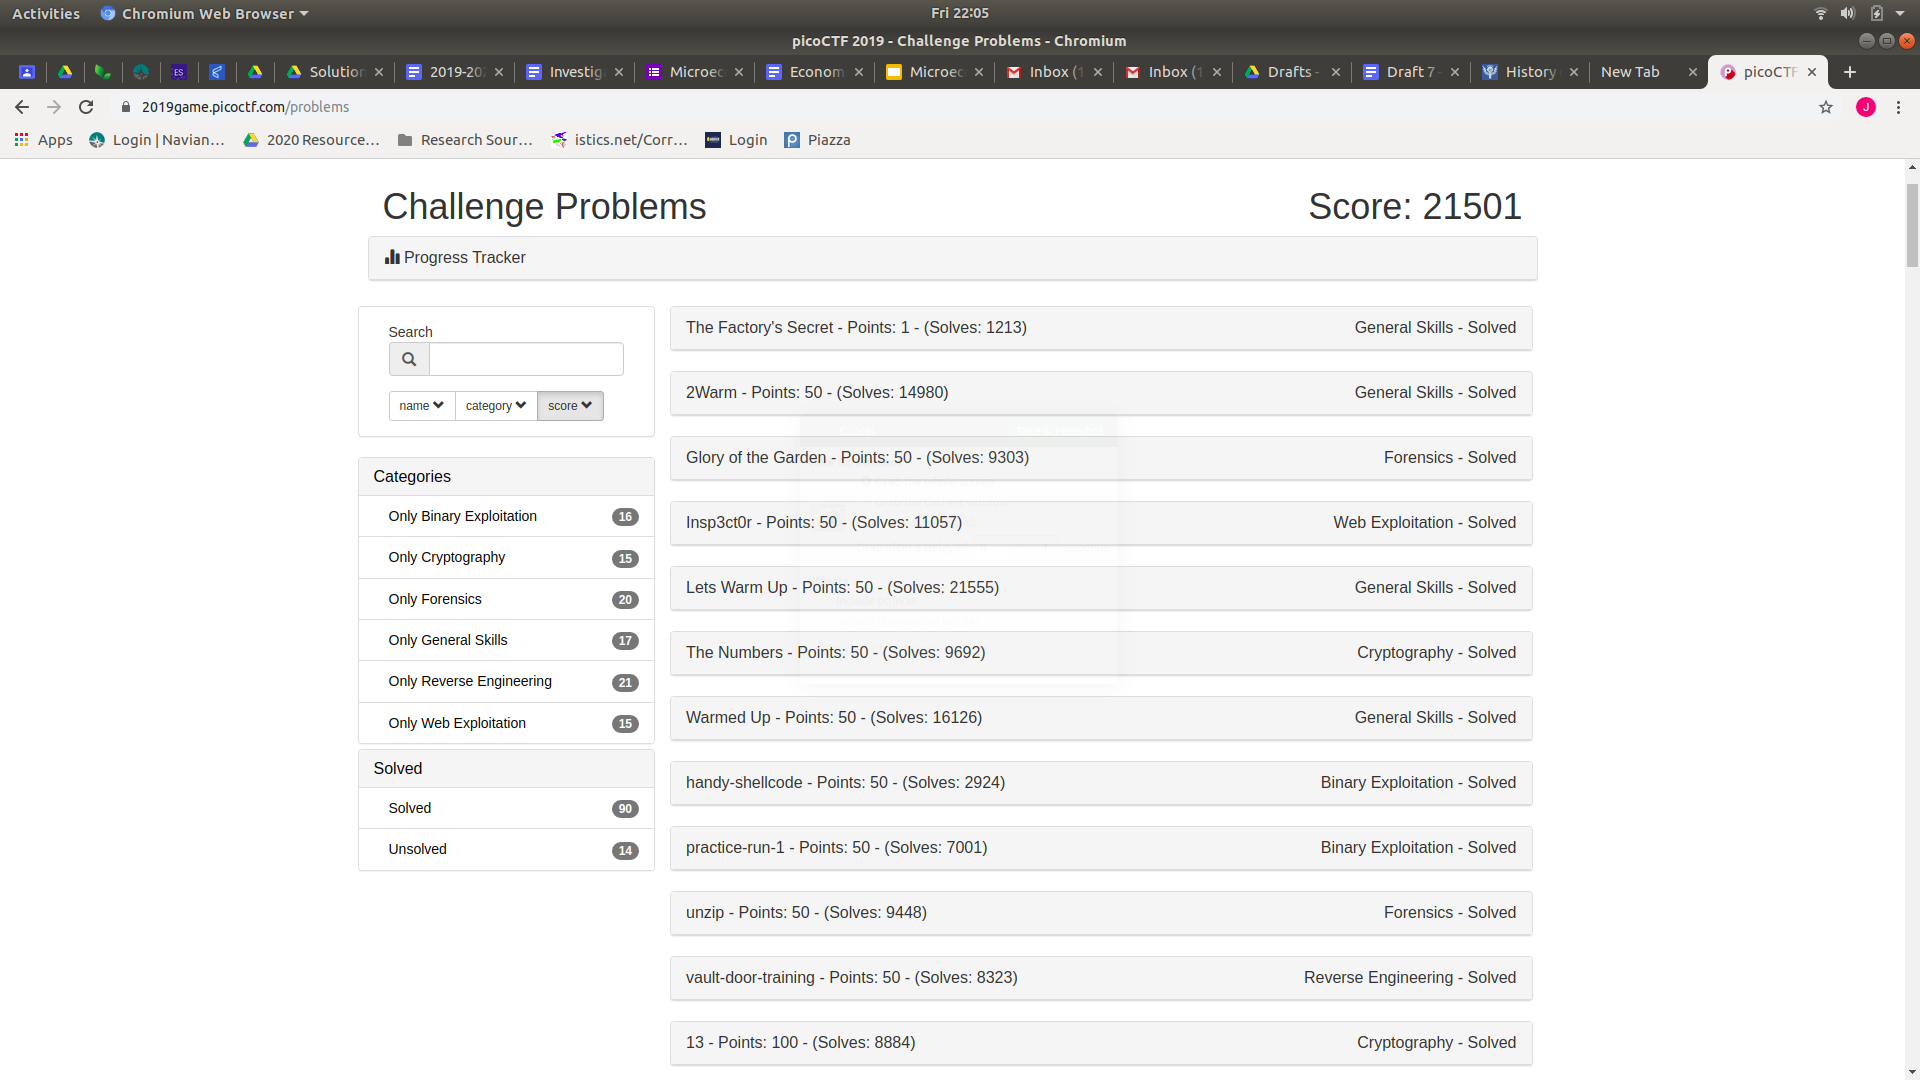 Activities Chromium Web Browser Fri 22:05
picoCTF 2019 - Challenge Problems - Chromium
ES Solution 2019-20 Investig Microec Econom Microec Inbox (1 Inbox (1 Drafts - Draft 7 - History New Tab picoCTF
2019game.picoctf.com/problems J
Apps Login | Navian... 2020 Resource... Research Sour... istics.net/Corr... Login Piazza
Challenge Problems Score: 21501
Progress Tracker
Search
name category score
Categories
Only Binary Exploitation 16
Only Cryptography 15
Only Forensics 20
Only General Skills 17
Only Reverse Engineering 21
Only Web Exploitation 15
Solved
Solved 90
Unsolved 14
The Factory's Secret - Points: 1 - (Solves: 1213) General Skills - Solved
2Warm - Points: 50 - (Solves: 14980) General Skills - Solved
Glory of the Garden - Points: 50 - (Solves: 9303) Forensics - Solved
Insp3ct0r - Points: 50 - (Solves: 11057) Web Exploitation - Solved
Lets Warm Up - Points: 50 - (Solves: 21555) General Skills - Solved
The Numbers - Points: 50 - (Solves: 9692) Cryptography - Solved
Warmed Up - Points: 50 - (Solves: 16126) General Skills - Solved
handy-shellcode - Points: 50 - (Solves: 2924) Binary Exploitation - Solved
practice-run-1 - Points: 50 - (Solves: 7001) Binary Exploitation - Solved
unzip - Points: 50 - (Solves: 9448) Forensics - Solved
vault-door-training - Points: 50 - (Solves: 8323) Reverse Engineering - Solved
13 - Points: 100 - (Solves: 8884) Cryptography - Solved